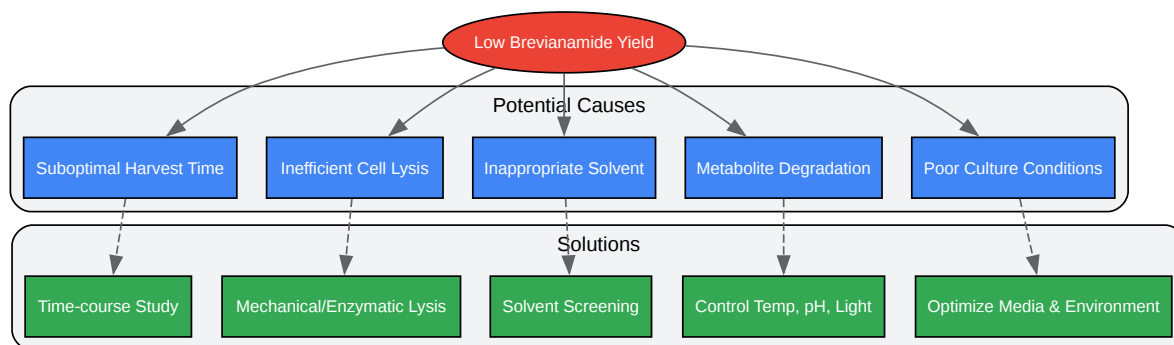 Low Brevianamide Yield
Potential Causes
Suboptimal Harvest Time
Inefficient Cell Lysis
Inappropriate Solvent
Metabolite Degradation
Poor Culture Conditions
Solutions
Time-course Study
Mechanical/Enzymatic Lysis
Solvent Screening
Control Temp, pH, Light
Optimize Media & Environment